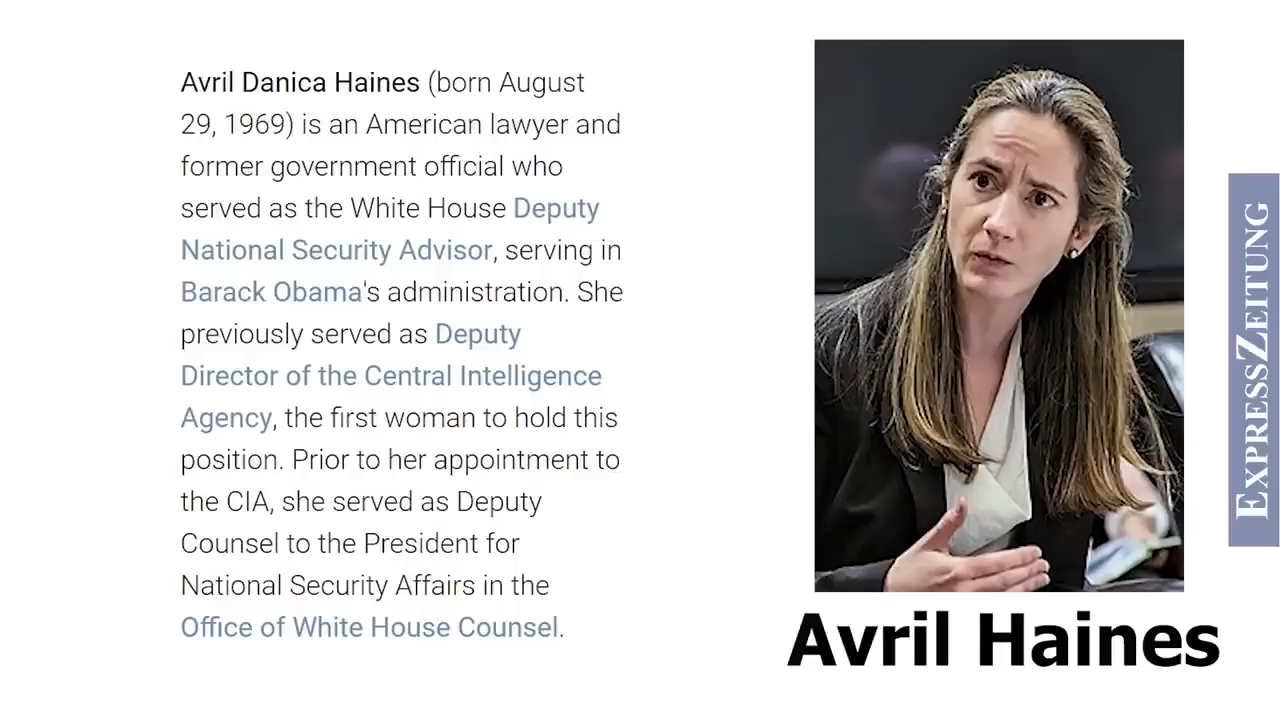 Avril Danica Haines (born August
29, 1969) is an American lawyer and
former government official who
served as the White House Deputy
National Security Advisor, serving in
Barack Obama's administration. She
previously served as Deputy
Director of the Central Intelligence
Agency, the first woman to hold this
position. Prior to her appointment to
the CIA, she served as Deputy
Counsel to the President for
National Security Affairs in the
Office of White House Counsel.
Avril Haines
EXPRESSZEITUNG